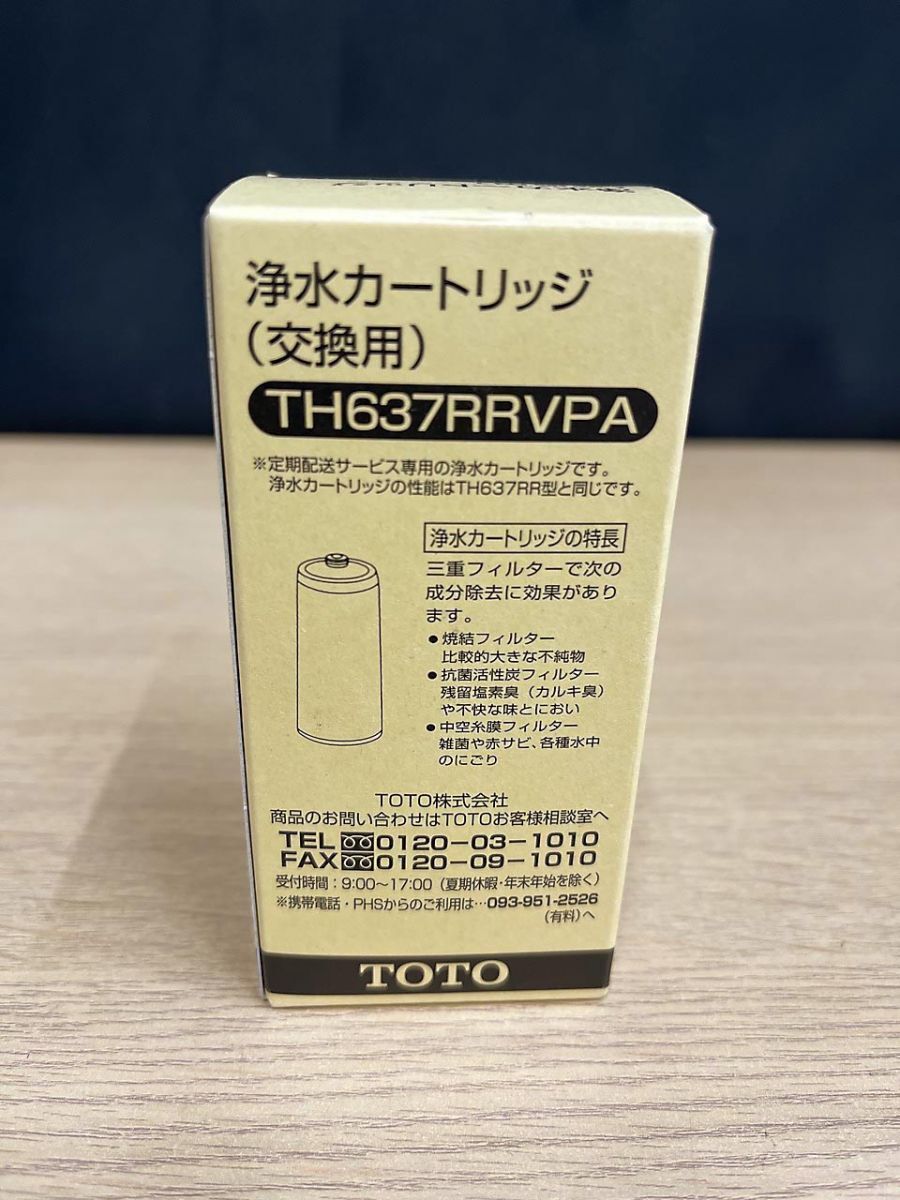 浄水カートリッジ
（交換用）
TH637RRVPA
※定期配送サービス専用の浄水カートリッジです。
浄水カートリッジの性能はTH637RR型と同じです。
浄水カートリッジの特長
三重フィルターで次の
成分除去に効果があり
ます。
●焼結フィルター
比較的大きな不純物
●抗菌活性炭フィルター
残留塩素臭（カルキ臭）
や不快な味とにおい
●中空糸膜フィルター
雑菌や赤サビ、各種水中
のにごり
TOTO株式会社
商品のお問い合わせはTOTOお客様相談室へ
TEL 0120-03-1010
FAX 0120-09-1010
受付時間：9:00～17:00（夏期休暇・年末年始を除く）
※携帯電話・PHSからのご利用は…093-951-2526
（有料）へ
TOTO